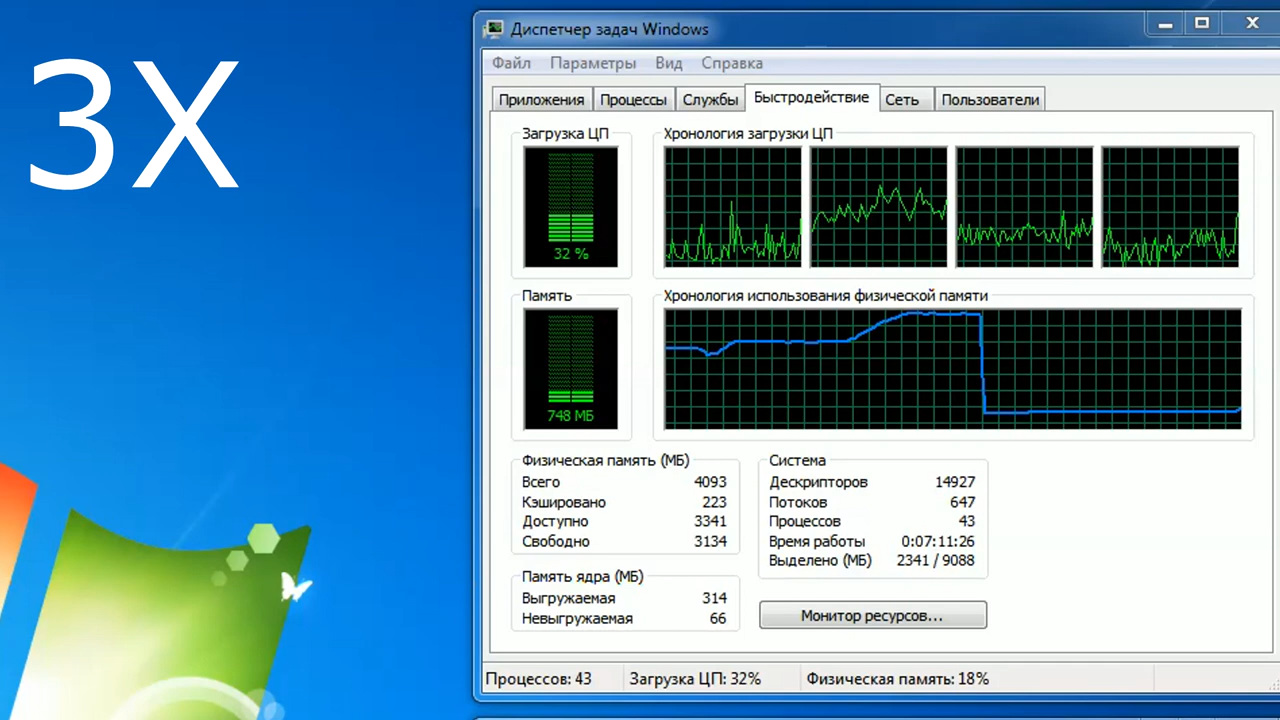 3X
Диспетчер задач Windows
Файл Параметры Вид Справка
Приложения Процессы Службы Быстродействие Сеть Пользователи
Загрузка ЦП
32 %
Хронология загрузки ЦП
Память
748 МБ
Хронология использования физической памяти
Физическая память (МБ)
Всего 4093
Кэшировано 223
Доступно 3341
Свободно 3134
Память ядра (МБ)
Выгружаемая 314
Невыгружаемая 66
Система
Дескрипторов 14927
Потоков 647
Процессов 43
Время работы 0:07:11:26
Выделено (МБ) 2341 / 9088
Монитор ресурсов...
Процессов: 43 Загрузка ЦП: 32% Физическая память: 18%